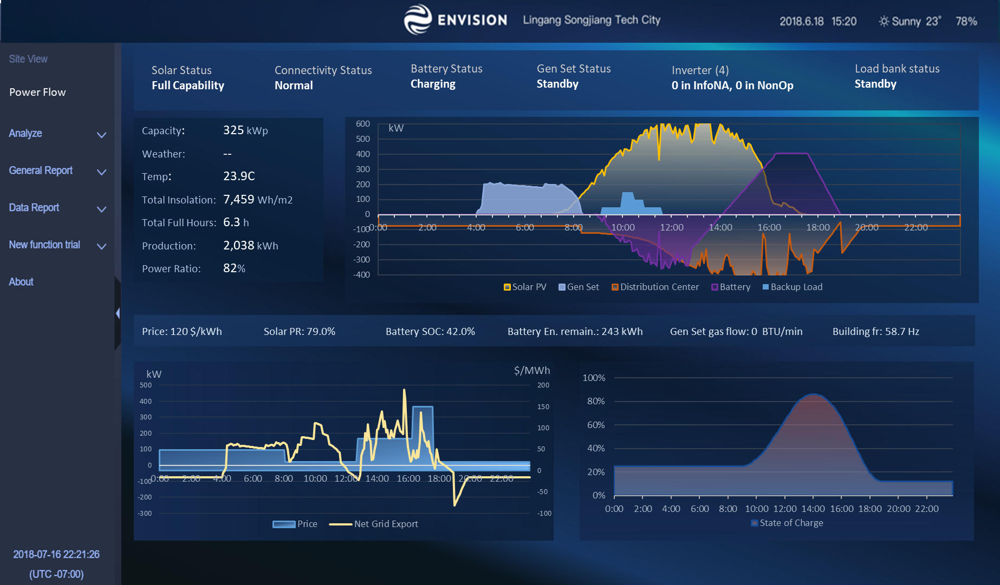 ENVISION Lingang Songjiang Tech City 2018.6.18 15:20 Sunny 23° 78%
Site View
Power Flow
Analyze
General Report
Data Report
New function trial
About
2018-07-16 22:21:26
(UTC -07:00)
Solar Status Connectivity Status Battery Status Gen Set Status Inverter (4) Load bank status
Full Capability Normal Charging Standby 0 in InfoNA, 0 in NonOp Standby
Capacity: 325 kWp
Weather: --
Temp: 23.9C
Total Insolation: 7,459 Wh/m2
Total Full Hours: 6.3 h
Production: 2,038 kWh
Power Ratio: 82%
kW
600
500
400
300
200
100
0
-100
-200
-300
-400
0:00 2:00 4:00 6:00 8:00 10:00 12:00 14:00 16:00 18:00 20:00 22:00
Solar PV Gen Set Distribution Center Battery Backup Load
Price: 120 $/kWh Solar PR: 79.0% Battery SOC: 42.0% Battery En. remain.: 243 kWh Gen Set gas flow: 0 BTU/min Building fr: 58.7 Hz
kW $/MWh
500
400
300
200
100
0
-100
-200
-300
200
150
100
50
0
-50
-100
0:00 2:00 4:00 6:00 8:00 10:00 12:00 14:00 16:00 18:00 20:00 22:00
Price Net Grid Export
100%
80%
60%
40%
20%
0%
0:00 2:00 4:00 6:00 8:00 10:00 12:00 14:00 16:00 18:00 20:00 22:00
State of Charge